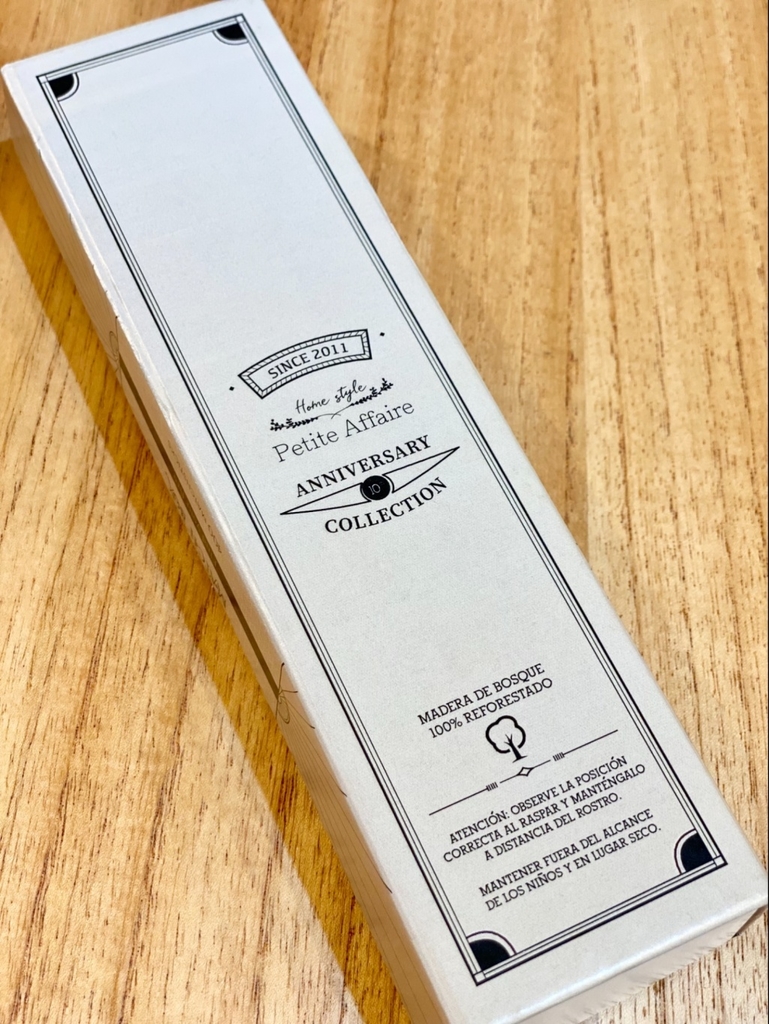 SINCE 2011
Home style
Petite Affaire
ANNIVERSARY
10
COLLECTION
MADERA DE BOSQUE
100% REFORESTADO
ATENCIÓN: OBSERVE LA POSICIÓN
CORRECTA AL RASPAR Y MANTÉNGALO
A DISTANCIA DEL ROSTRO.
MANTENER FUERA DEL ALCANCE
DE LOS NIÑOS Y EN LUGAR SECO.